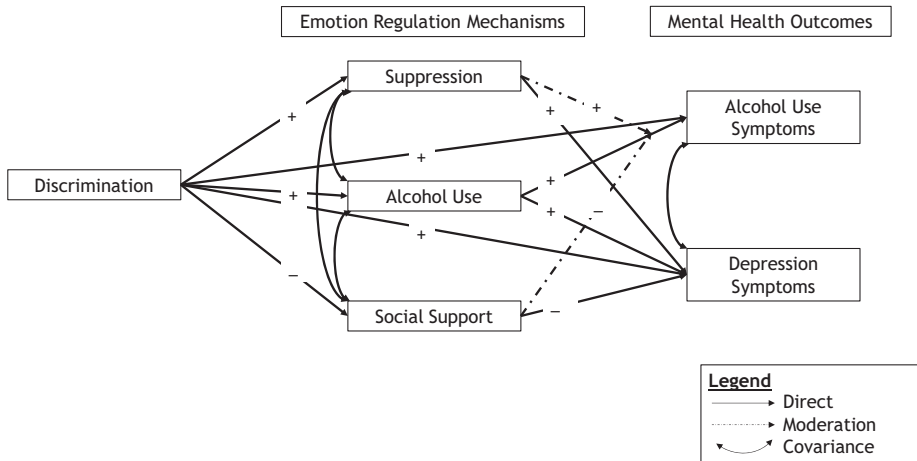 Emotion Regulation Mechanisms
Mental Health Outcomes
Suppression
+
+
+
Alcohol Use
Symptoms
+
Discrimination
+
Alcohol Use
+
+
–
+
–
Depression
Symptoms
Social Support
–
Legend
Direct
Moderation
Covariance